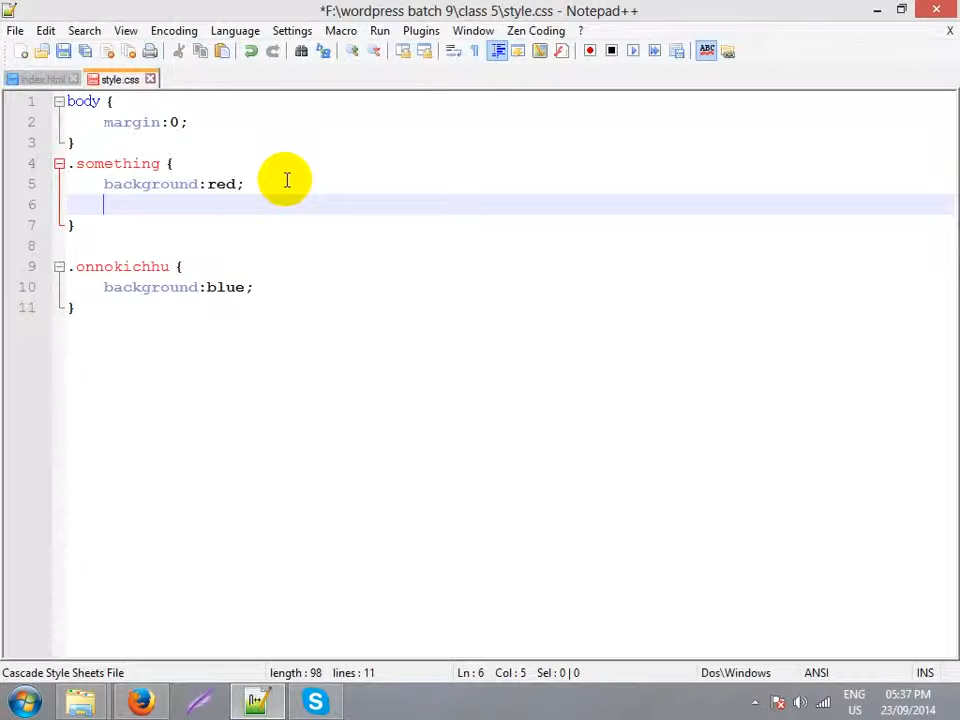 *F:\wordpress batch 9\class 5\style.css - Notepad++
File Edit Search View Encoding Language Settings Macro Run Plugins Window Zen Coding ? X
index.html style.css
1 body {
2 margin:0;
3 }
4 .something {
5 background:red;
6
7 }
8
9 .onnokichhu {
10 background:blue;
11 }
Cascade Style Sheets File length : 98 lines : 11 Ln : 6 Col : 5 Sel : 0 | 0 Dos\Windows ANSI INS
ENG 05:37 PM
US 23/09/2014